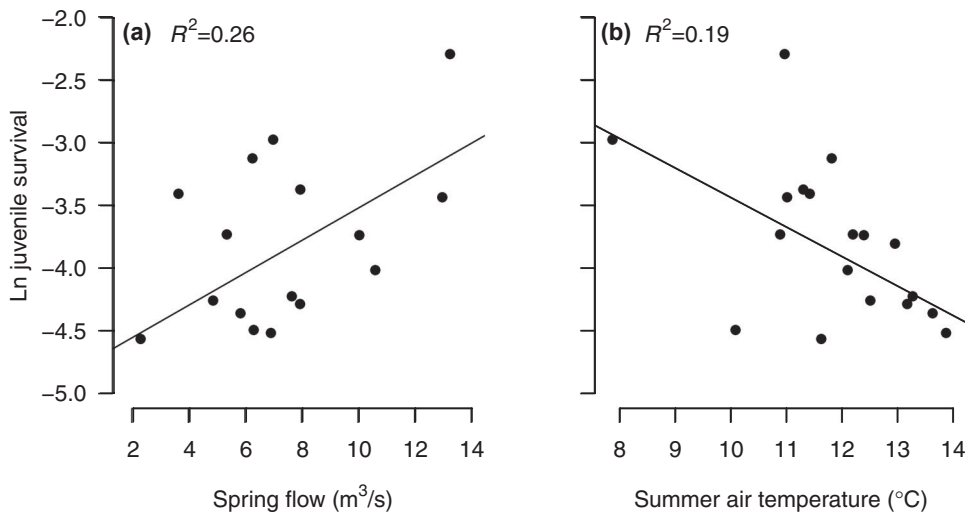 (a) R²=0.26
(b) R²=0.19
Ln juvenile survival
−2.0
−2.5
−3.0
−3.5
−4.0
−4.5
−5.0
2 4 6 8 10 12 14
8 9 10 11 12 13 14
Spring flow (m³/s)
Summer air temperature (°C)